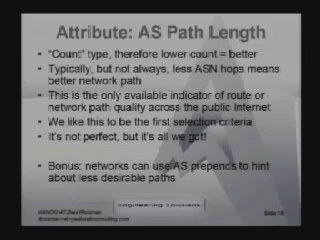 Attribute: AS Path Length
• "Count" type, therefore lower count = better
• Typically, but not always, less ASN hops means
better network path
• This is the only available indicator of route or
network path quality across the public Internet
• We like this to be the first selection criteria
• It's not perfect, but it's all we got!
• Bonus: networks can use AS prepends to hint
about less desirable paths
Engineering Solutions
Slide